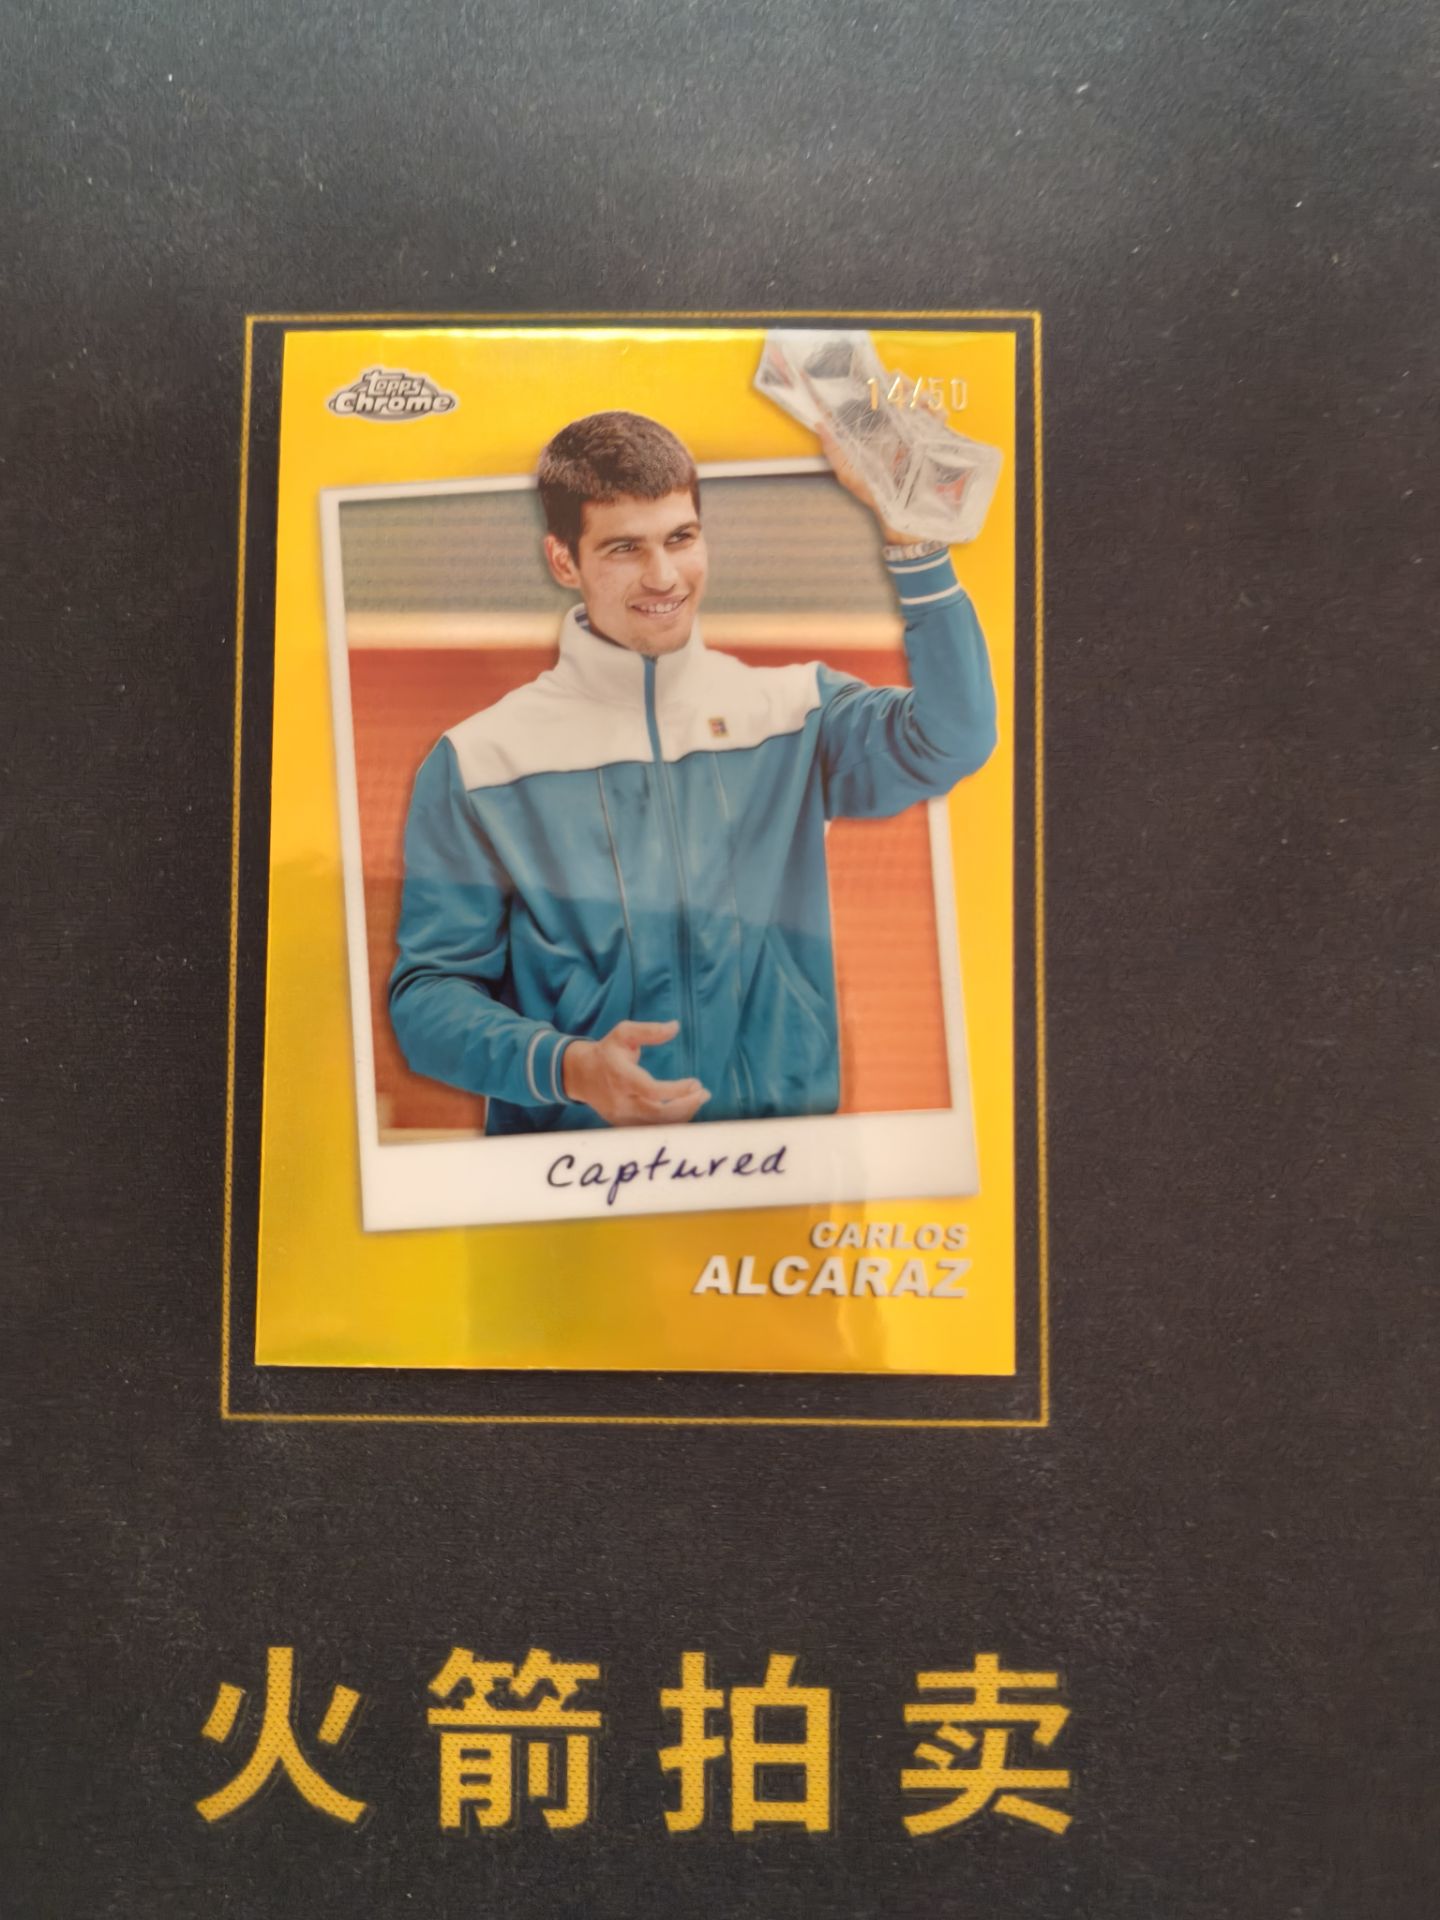 Topps
Chrome
14/50
Captured
CARLOS
ALCARAZ
火箭拍卖